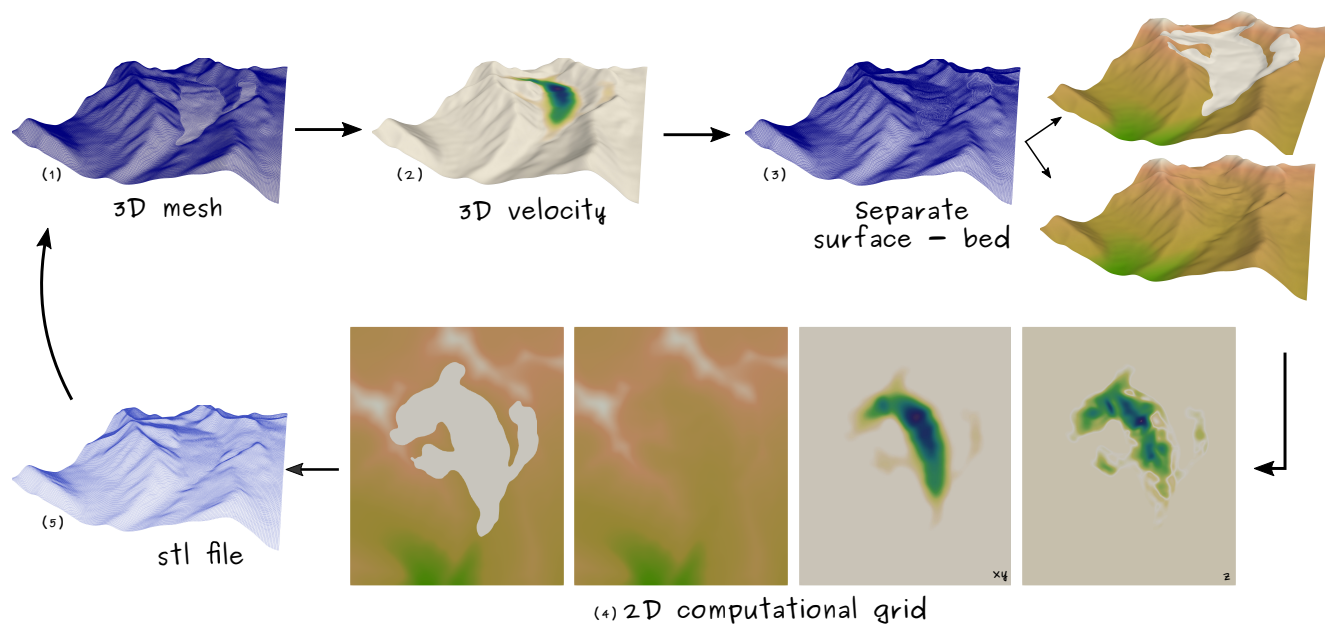 (1)
3D mesh
(2)
3D velocity
(3)
Separate
surface - bed
xy
z
(4) 2D computational grid
(5)
stl file